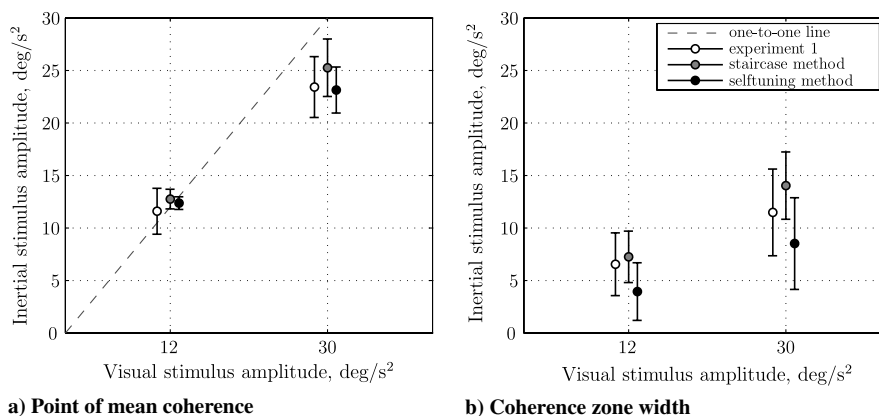 Inertial stimulus amplitude, deg/s²
30
25
20
15
10
5
0
12
30
Visual stimulus amplitude, deg/s²
a) Point of mean coherence
Inertial stimulus amplitude, deg/s²
30
25
20
15
10
5
0
12
30
Visual stimulus amplitude, deg/s²
one-to-one line
experiment 1
staircase method
selftuning method
b) Coherence zone width